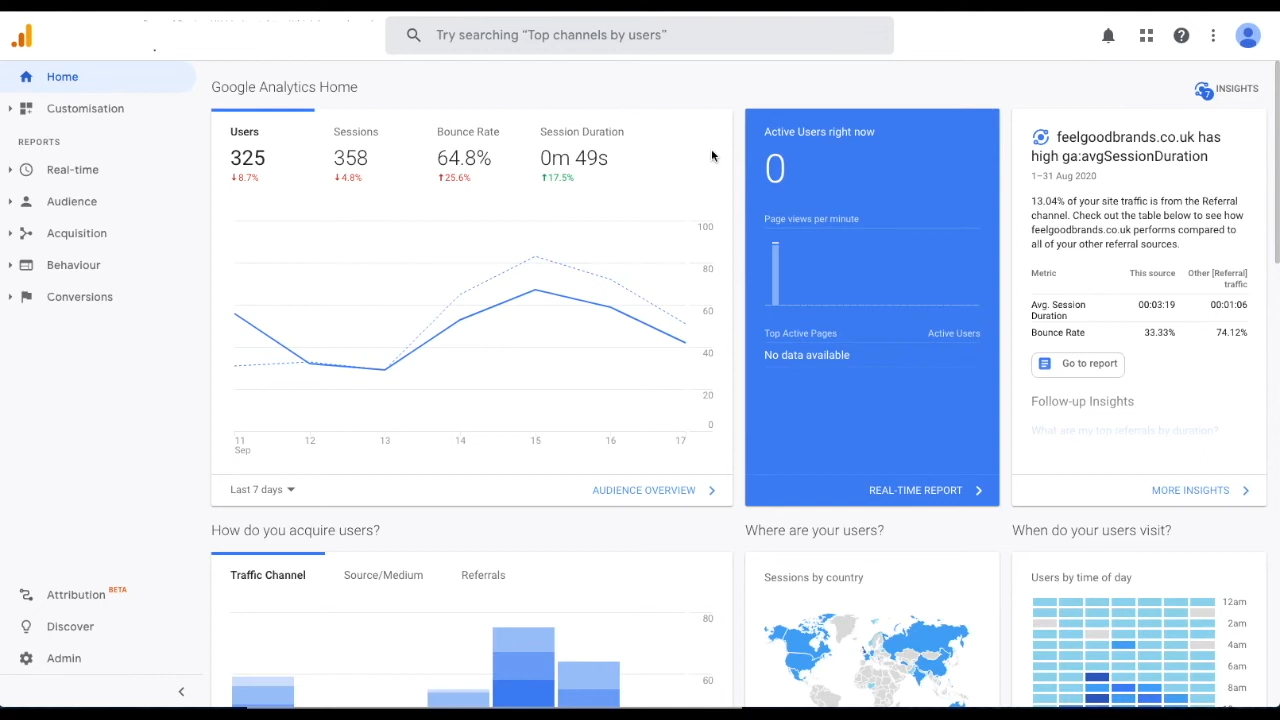 Try searching “Top channels by users”
Home
Customisation
REPORTS
Real-time
Audience
Acquisition
Behaviour
Conversions
Attribution BETA
Discover
Admin
Google Analytics Home
7 INSIGHTS
Users Sessions Bounce Rate Session Duration
325 358 64.8% 0m 49s
↓8.7% ↓4.8% ↑25.6% ↑17.5%
100
80
60
40
20
0
11 12 13 14 15 16 17
Sep
Last 7 days
AUDIENCE OVERVIEW
Active Users right now
0
Page views per minute
Top Active Pages Active Users
No data available
REAL-TIME REPORT
feelgoodbrands.co.uk has
high ga:avgSessionDuration
1–31 Aug 2020
13.04% of your site traffic is from the Referral
channel. Check out the table below to see how
feelgoodbrands.co.uk performs compared to
all of your other referral sources.
Metric This source Other [Referral]
traffic
Avg. Session 00:03:19 00:01:06
Duration
Bounce Rate 33.33% 74.12%
Go to report
Follow-up Insights
What are my top referrals by duration?
MORE INSIGHTS
How do you acquire users?
Traffic Channel Source/Medium Referrals
80
60
Where are your users?
Sessions by country
When do your users visit?
Users by time of day
12am
2am
4am
6am
8am